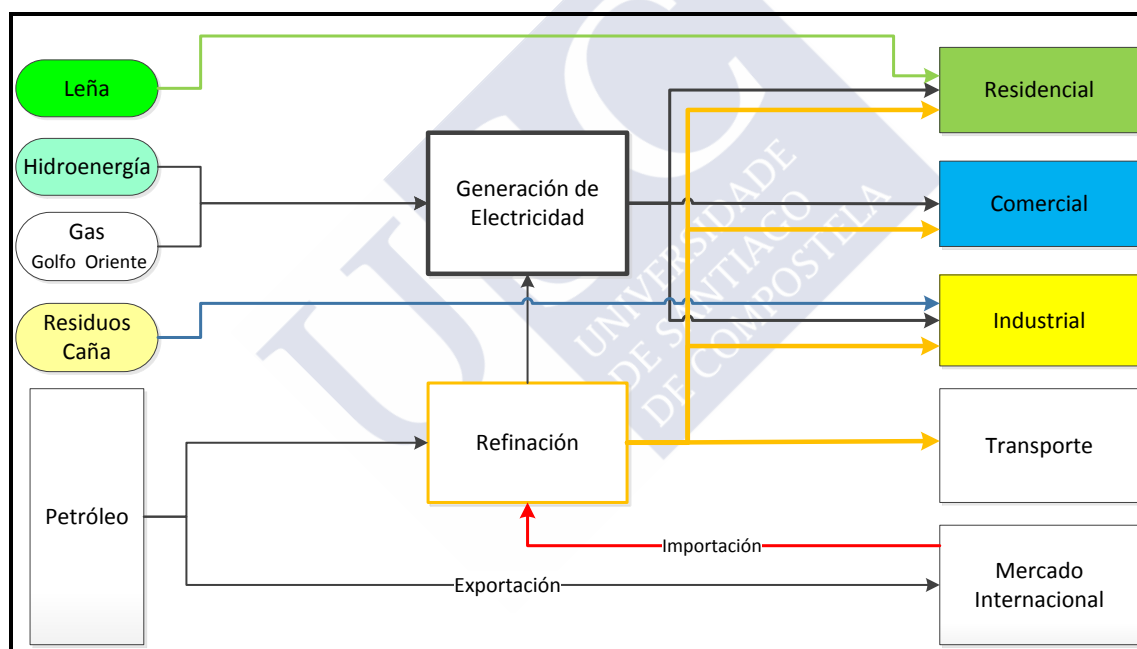 Leña
Hidroenergía
Gas
Golfo Oriente
Residuos
Caña
Petróleo
Generación de
Electricidad
Refinación
Importación
Exportación
Residencial
Comercial
Industrial
Transporte
Mercado
Internacional
USC
UNIVERSIDADE
DE SANTIAGO
DE COMPOSTELA